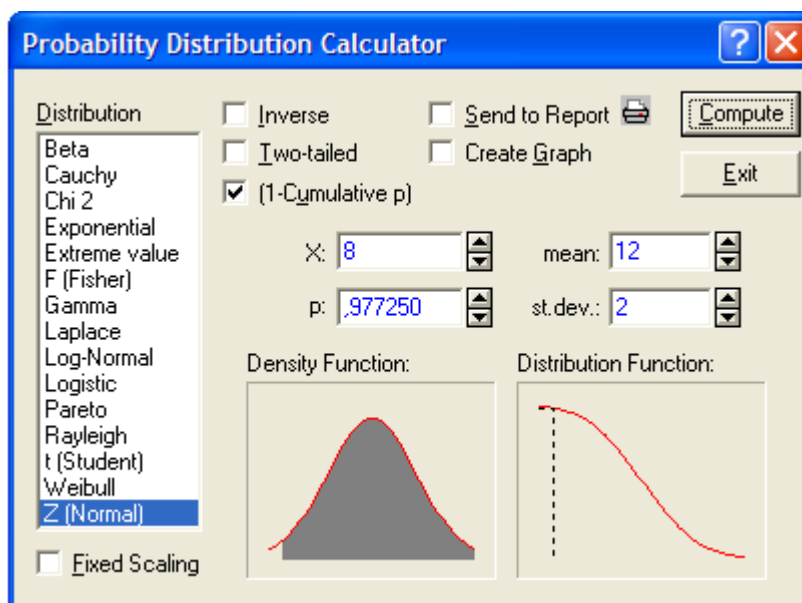 Probability Distribution Calculator
Distribution
Beta
Cauchy
Chi 2
Exponential
Extreme value
F (Fisher)
Gamma
Laplace
Log-Normal
Logistic
Pareto
Rayleigh
t (Student)
Weibull
Z (Normal)
Fixed Scaling
Inverse
Two-tailed
(1-Cumulative p)
Send to Report
Create Graph
Compute
Exit
X: 8
mean: 12
p: ,977250
st.dev.: 2
Density Function:
Distribution Function: